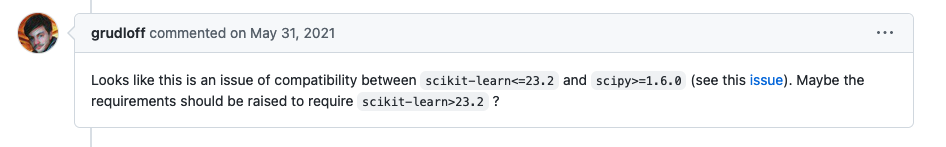 grudloff commented on May 31, 2021
Looks like this is an issue of compatibility between scikit-learn<=23.2 and scipy>=1.6.0 (see this issue). Maybe the
requirements should be raised to require scikit-learn>23.2 ?